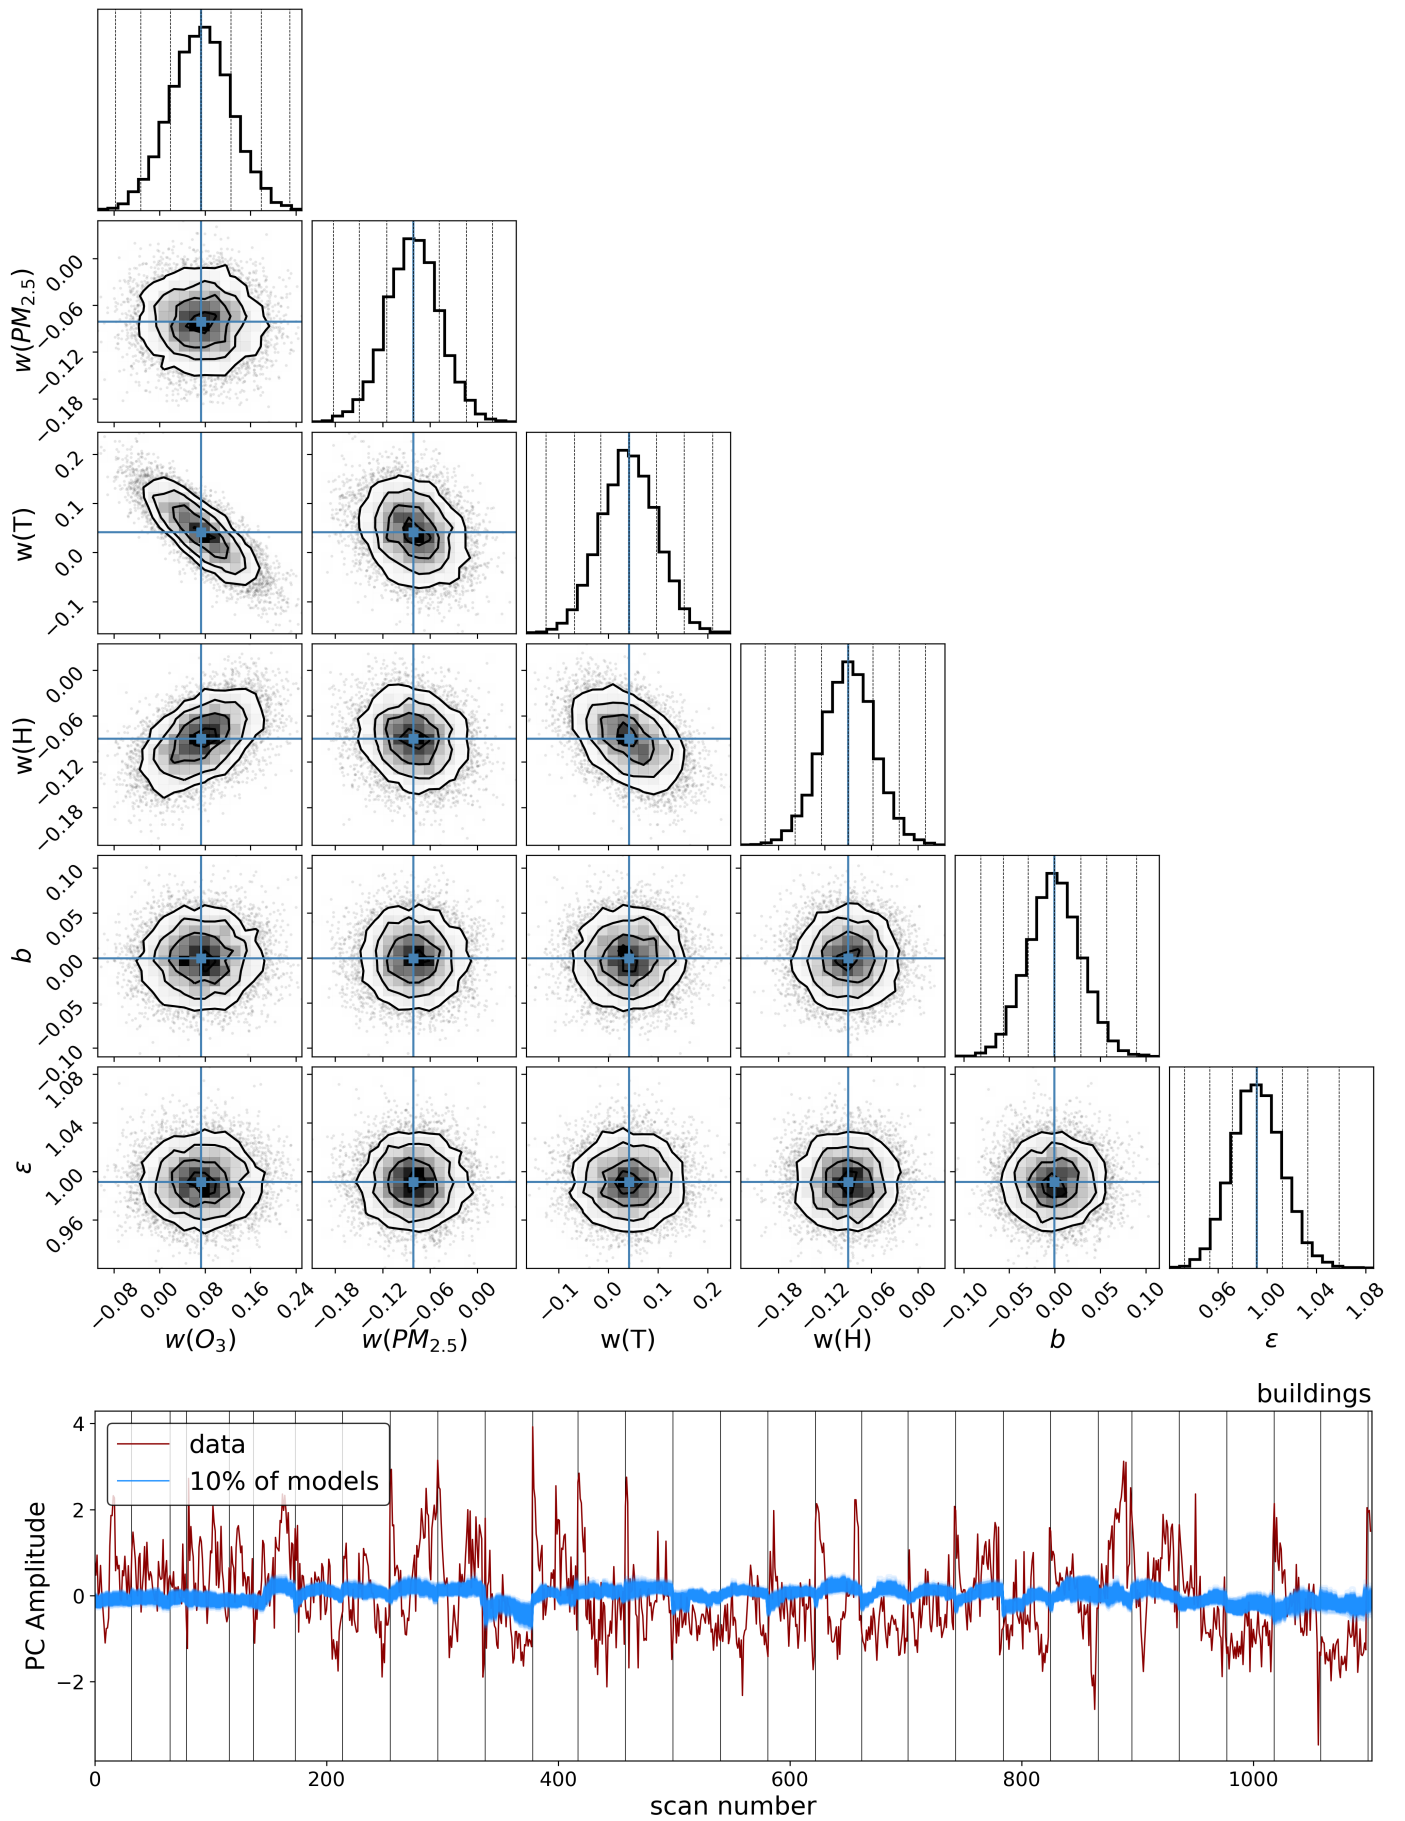 w(PM2.5)
0.00
−0.06
−0.12
−0.18
w(T)
0.2
0.1
0.0
−0.1
w(H)
0.00
−0.06
−0.12
−0.18
b
0.10
0.05
0.00
−0.05
−0.10
ε
1.08
1.04
1.00
0.96
−0.08 0.00 0.08 0.16 0.24
−0.18 −0.12 −0.06 0.00
−0.1 0.0 0.1 0.2
−0.18 −0.12 −0.06 0.00
−0.10 −0.05 0.00 0.05 0.10
0.96 1.00 1.04 1.08
w(O3) w(PM2.5) w(T) w(H) b ε
buildings
data
10% of models
PC Amplitude
4
2
0
−2
0 200 400 600 800 1000
scan number